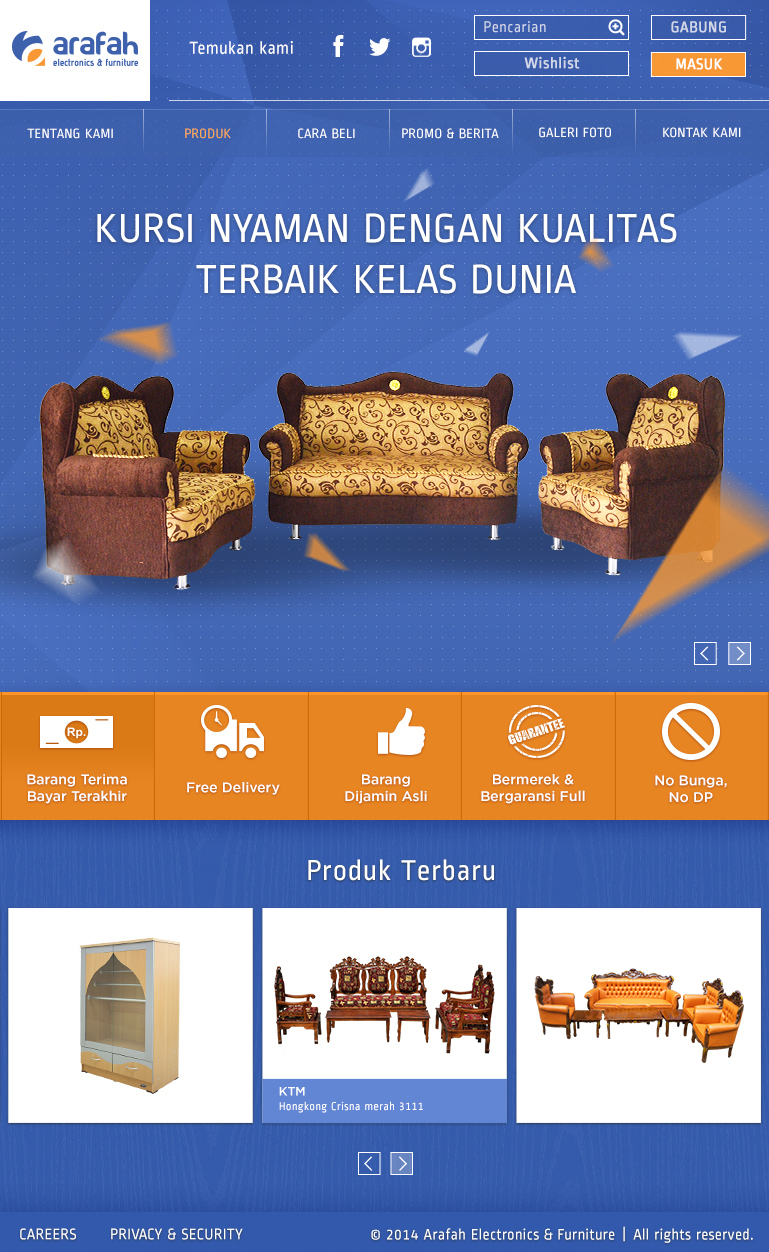 arafah
electronics & furniture
Temukan kami
Pencarian
GABUNG
Wishlist
MASUK
TENTANG KAMI
PRODUK
CARA BELI
PROMO & BERITA
GALERI FOTO
KONTAK KAMI
KURSI NYAMAN DENGAN KUALITAS
TERBAIK KELAS DUNIA
Rp.
Barang Terima
Bayar Terakhir
Free Delivery
Barang
Dijamin Asli
GUARANTEE
Bermerek &
Bergaransi Full
No Bunga,
No DP
Produk Terbaru
KTM
Hongkong Crisna merah 3111
CAREERS
PRIVACY & SECURITY
© 2014 Arafah Electronics & Furniture | All rights reserved.